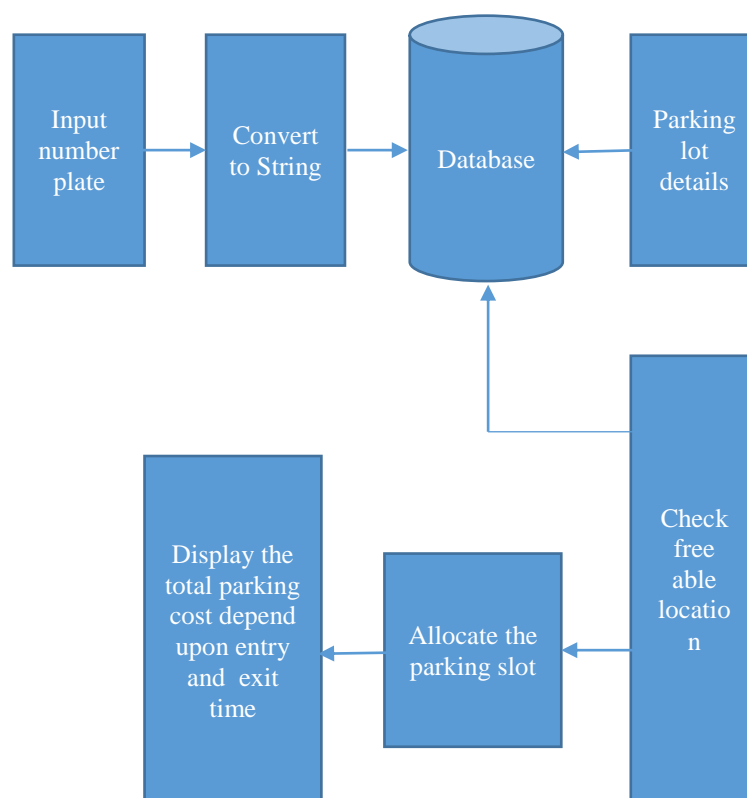 Input
number
plate
Convert
to String
Database
Parking
lot
details
Check
free
able
locatio
n
Allocate the
parking slot
Display the
total parking
cost depend
upon entry
and exit
time